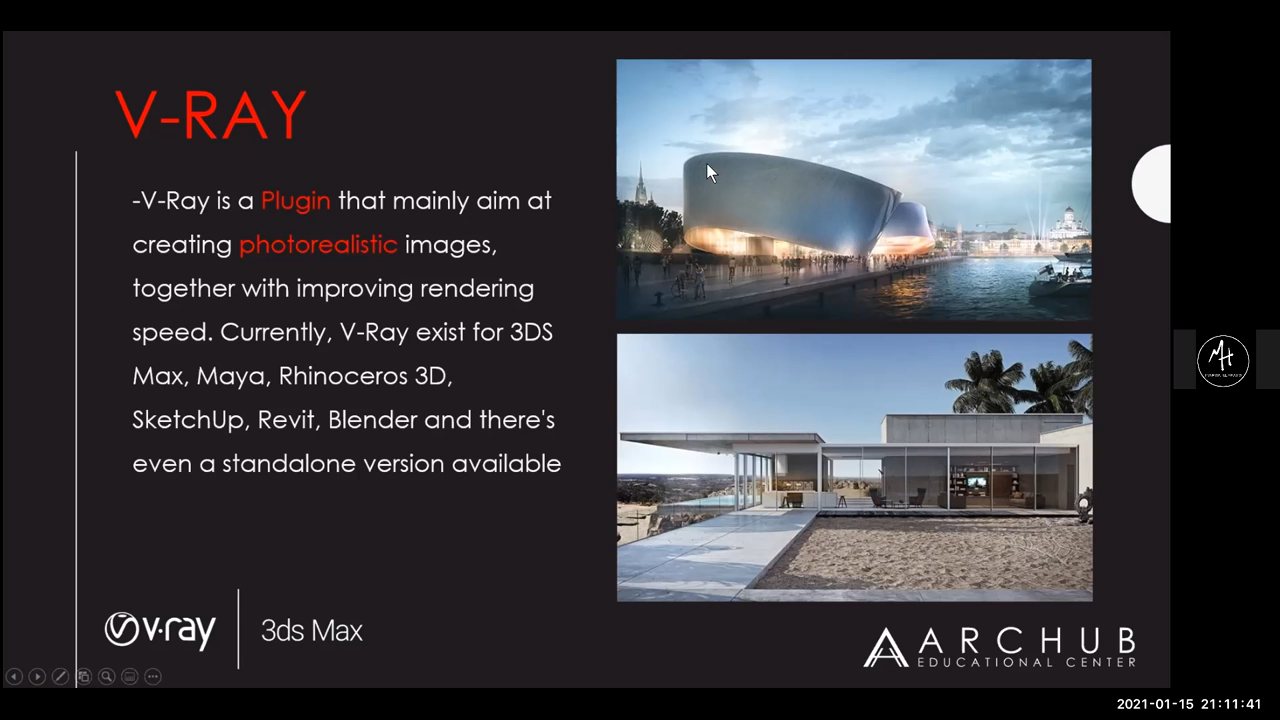 V-RAY
-V-Ray is a Plugin that mainly aim at
creating photorealistic images,
together with improving rendering
speed. Currently, V-Ray exist for 3DS
Max, Maya, Rhinoceros 3D,
SketchUp, Revit, Blender and there's
even a standalone version available
v·ray
3ds Max
ARCHUB
EDUCATIONAL CENTER
MH
2021-01-15 21:11:41